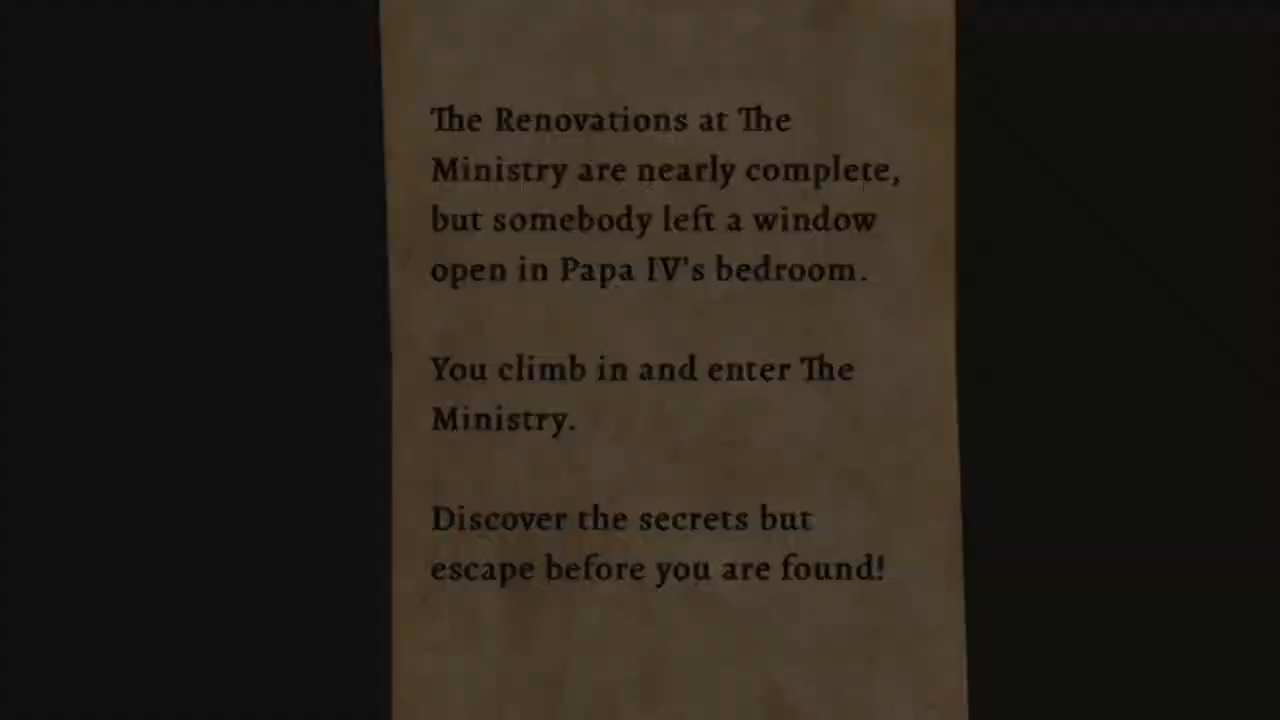 The Renovations at The
Ministry are nearly complete,
but somebody left a window
open in Papa IV's bedroom.
You climb in and enter The
Ministry.
Discover the secrets but
escape before you are found!